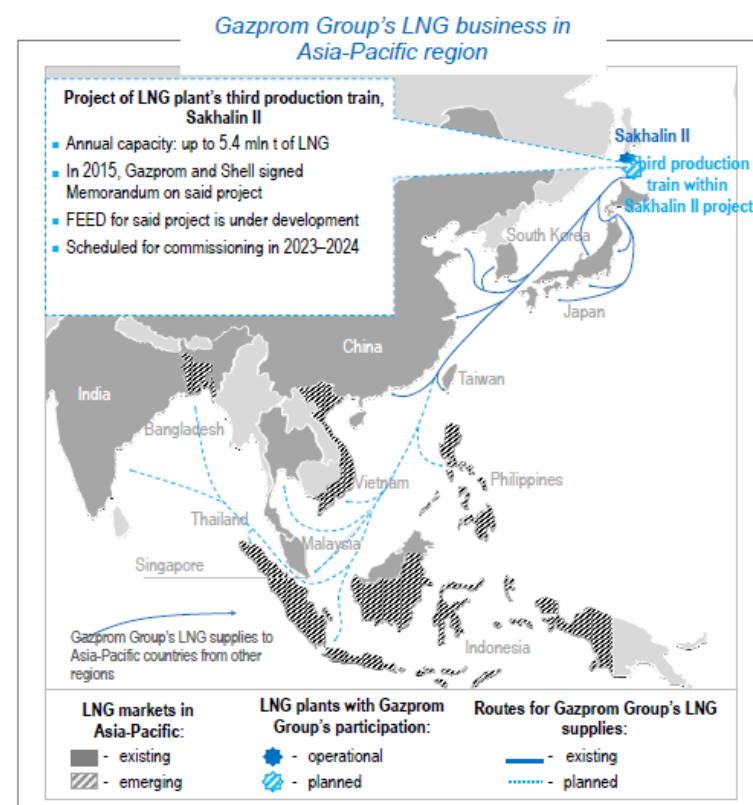 Gazprom Group's LNG business in
Asia-Pacific region
Project of LNG plant's third production train,
Sakhalin II
Annual capacity: up to 5.4 mln t of LNG
In 2015, Gazprom and Shell signed
Memorandum on said project
FEED for said project is under development
Scheduled for commissioning in 2023–2024
Sakhalin II
Third production
train within
Sakhalin II project
South Korea
Japan
China
Taiwan
India
Bangladesh
Vietnam
Philippines
Thailand
Malaysia
Singapore
Indonesia
Gazprom Group's LNG supplies to
Asia-Pacific countries from other
regions
LNG markets in
Asia-Pacific:
- existing
- emerging
LNG plants with Gazprom
Group's participation:
- operational
- planned
Routes for Gazprom Group's LNG
supplies:
- existing
- planned